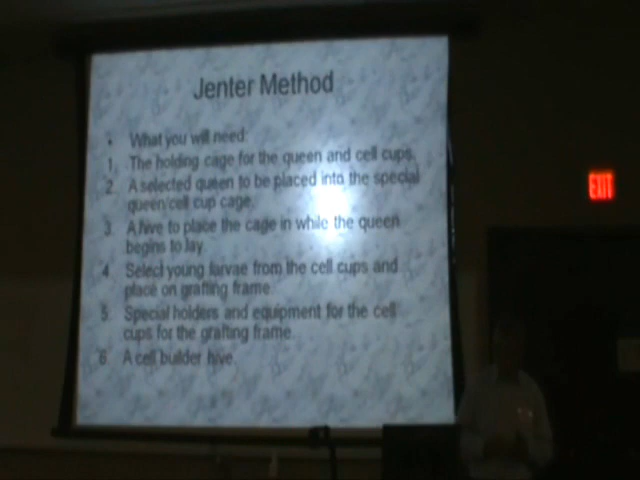 Jenter Method
• What you will need:
1. The holding cage for the queen and cell cups.
2. A selected queen to be placed into the special
queen/cell cup cage.
3. A hive to place the cage in while the queen
begins to lay.
4. Select young larvae from the cell cups and
place on grafting frame.
5. Special holders and equipment for the cell
cups for the grafting frame.
6. A cell builder hive.
EXIT